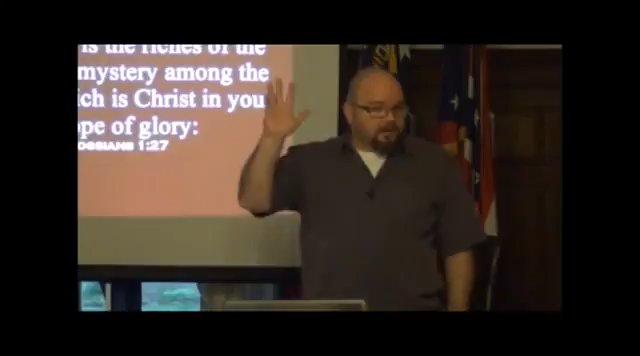 is the riches of the
mystery among the
ich is Christ in you
ope of glory:
OSSIANS 1:27